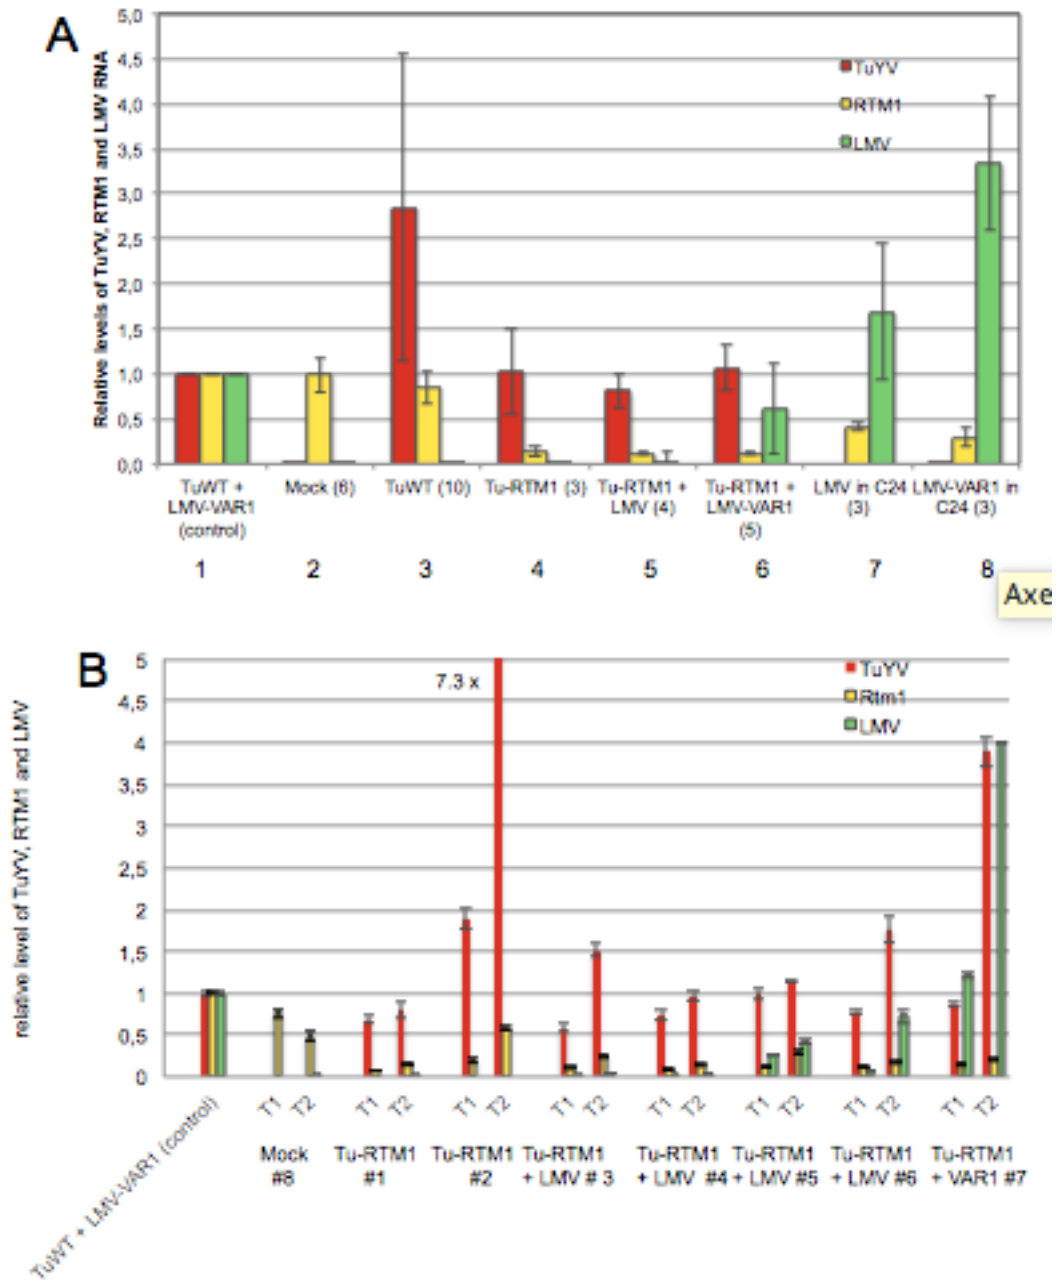 A
Relative levels of TuYV, RTM1 and LMV RNA
5,0
4,5
4,0
3,5
3,0
2,5
2,0
1,5
1,0
0,5
0,0
TuYV
RTM1
LMV
TuWT +
LMV-VAR1
(control)
Mock (6)
TuWT (10)
Tu-RTM1 (3)
Tu-RTM1 +
LMV (4)
Tu-RTM1 +
LMV-VAR1
(5)
LMV in C24
(3)
LMV-VAR1 in
C24 (3)
1 2 3 4 5 6 7 8
Axe
B
relative level of TuYV, RTM1 and LMV
5
4,5
4
3,5
3
2,5
2
1,5
1
0,5
0
7.3 x
TuYV
Rtm1
LMV
TuWT + LMV-VAR1 (control)
T1 T2 T1 T2 T1 T2 T1 T2 T1 T2 T1 T2 T1 T2 T1 T2
Mock
#8
Tu-RTM1
#1
Tu-RTM1
#2
Tu-RTM1
+ LMV # 3
Tu-RTM1
+ LMV #4
Tu-RTM1
+ LMV #5
Tu-RTM1
+ LMV #6
Tu-RTM1
+ VAR1 #7